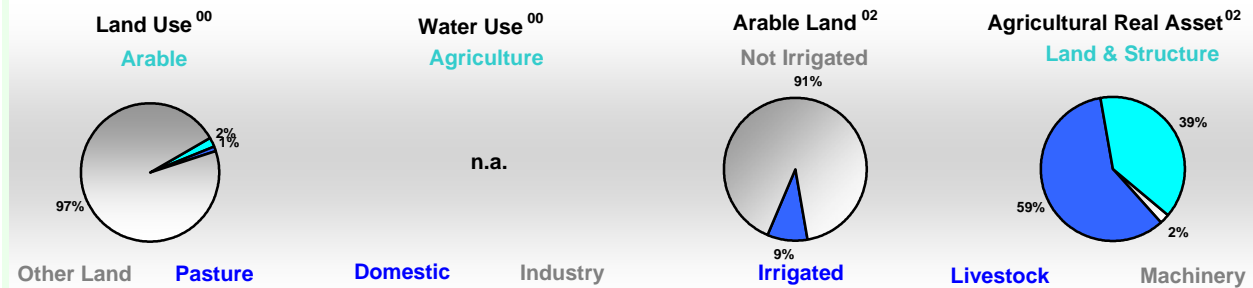 Land Use 00
Arable
2%
1%
97%
Other Land Pasture
Water Use 00
Agriculture
n.a.
Domestic Industry
Arable Land 02
Not Irrigated
91%
9%
Irrigated
Agricultural Real Asset 02
Land & Structure
39%
59%
2%
Livestock Machinery